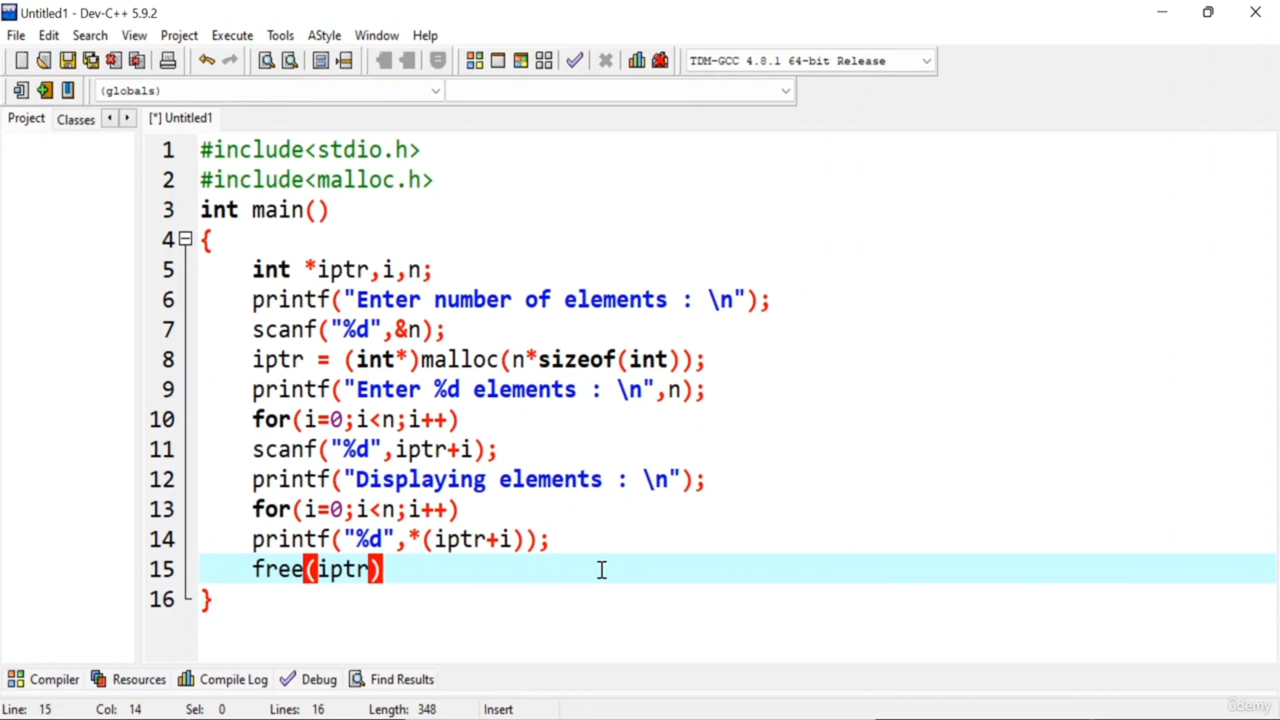 Untitled1 - Dev-C++ 5.9.2
File Edit Search View Project Execute Tools AStyle Window Help
TDM-GCC 4.8.1 64-bit Release
(globals)
Project Classes [*] Untitled1
1 #include<stdio.h>
2 #include<malloc.h>
3 int main()
4 {
5 int *iptr,i,n;
6 printf("Enter number of elements : \n");
7 scanf("%d",&n);
8 iptr = (int*)malloc(n*sizeof(int));
9 printf("Enter %d elements : \n",n);
10 for(i=0;i<n;i++)
11 scanf("%d",iptr+i);
12 printf("Displaying elements : \n");
13 for(i=0;i<n;i++)
14 printf("%d",*(iptr+i));
15 free(iptr)
16 }
Compiler Resources Compile Log Debug Find Results
Line: 15 Col: 14 Sel: 0 Lines: 16 Length: 348 Insert
ûdemy